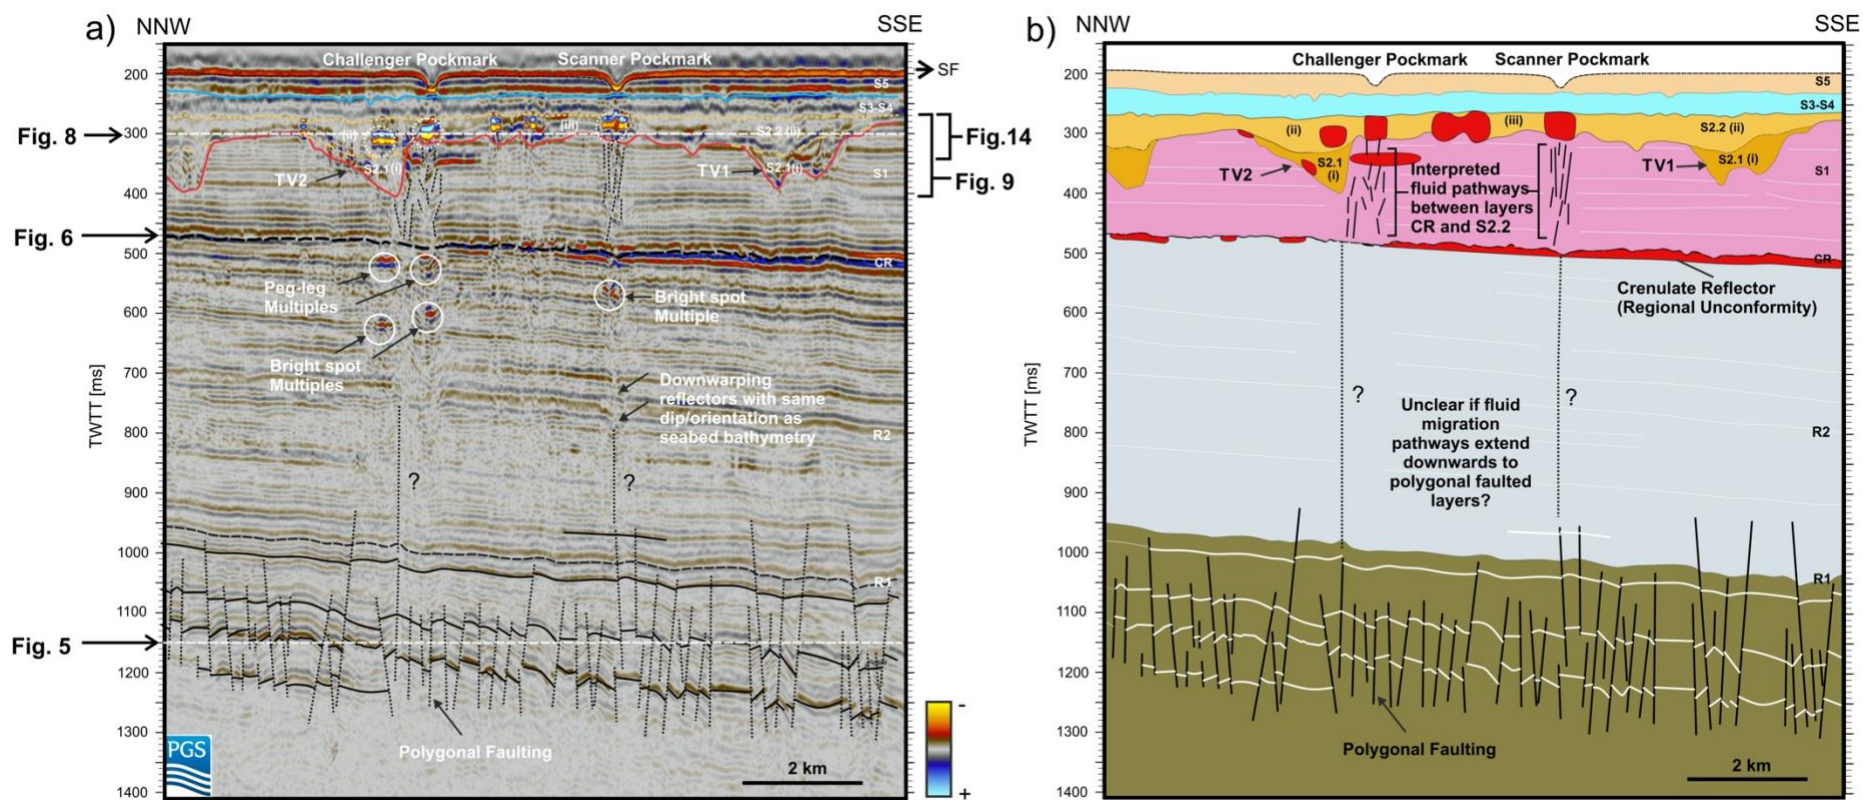 a)
NNW
SSE
Challenger Pockmark
Scanner Pockmark
SF
S5
S3-S4
S2.2 (ii)
(ii)
(iii)
S2.1(i)
S2.1(i)
S1
TV2
TV1
CR
R2
R1
Fig. 8
Fig.14
Fig. 9
Fig. 6
Fig. 5
Peg-leg
Multiples
Bright spot
Multiple
Bright spot
Multiples
Downwarping
reflectors with same
dip/orientation as
seabed bathymetry
?
?
Polygonal Faulting
PGS
2 km
-
+
TWTT [ms]
200
300
400
500
600
700
800
900
1000
1100
1200
1300
1400
b)
NNW
SSE
Challenger Pockmark
Scanner Pockmark
S5
S3-S4
(ii)
(iii)
S2.2 (ii)
S2.1
(i)
S2.1 (i)
TV2
TV1
S1
Interpreted
fluid pathways
between layers
CR and S2.2
CR
Crenulate Reflector
(Regional Unconformity)
?
?
Unclear if fluid
migration
pathways extend
downwards to
polygonal faulted
layers?
R2
R1
Polygonal Faulting
2 km
TWTT [ms]
200
300
400
500
600
700
800
900
1000
1100
1200
1300
1400